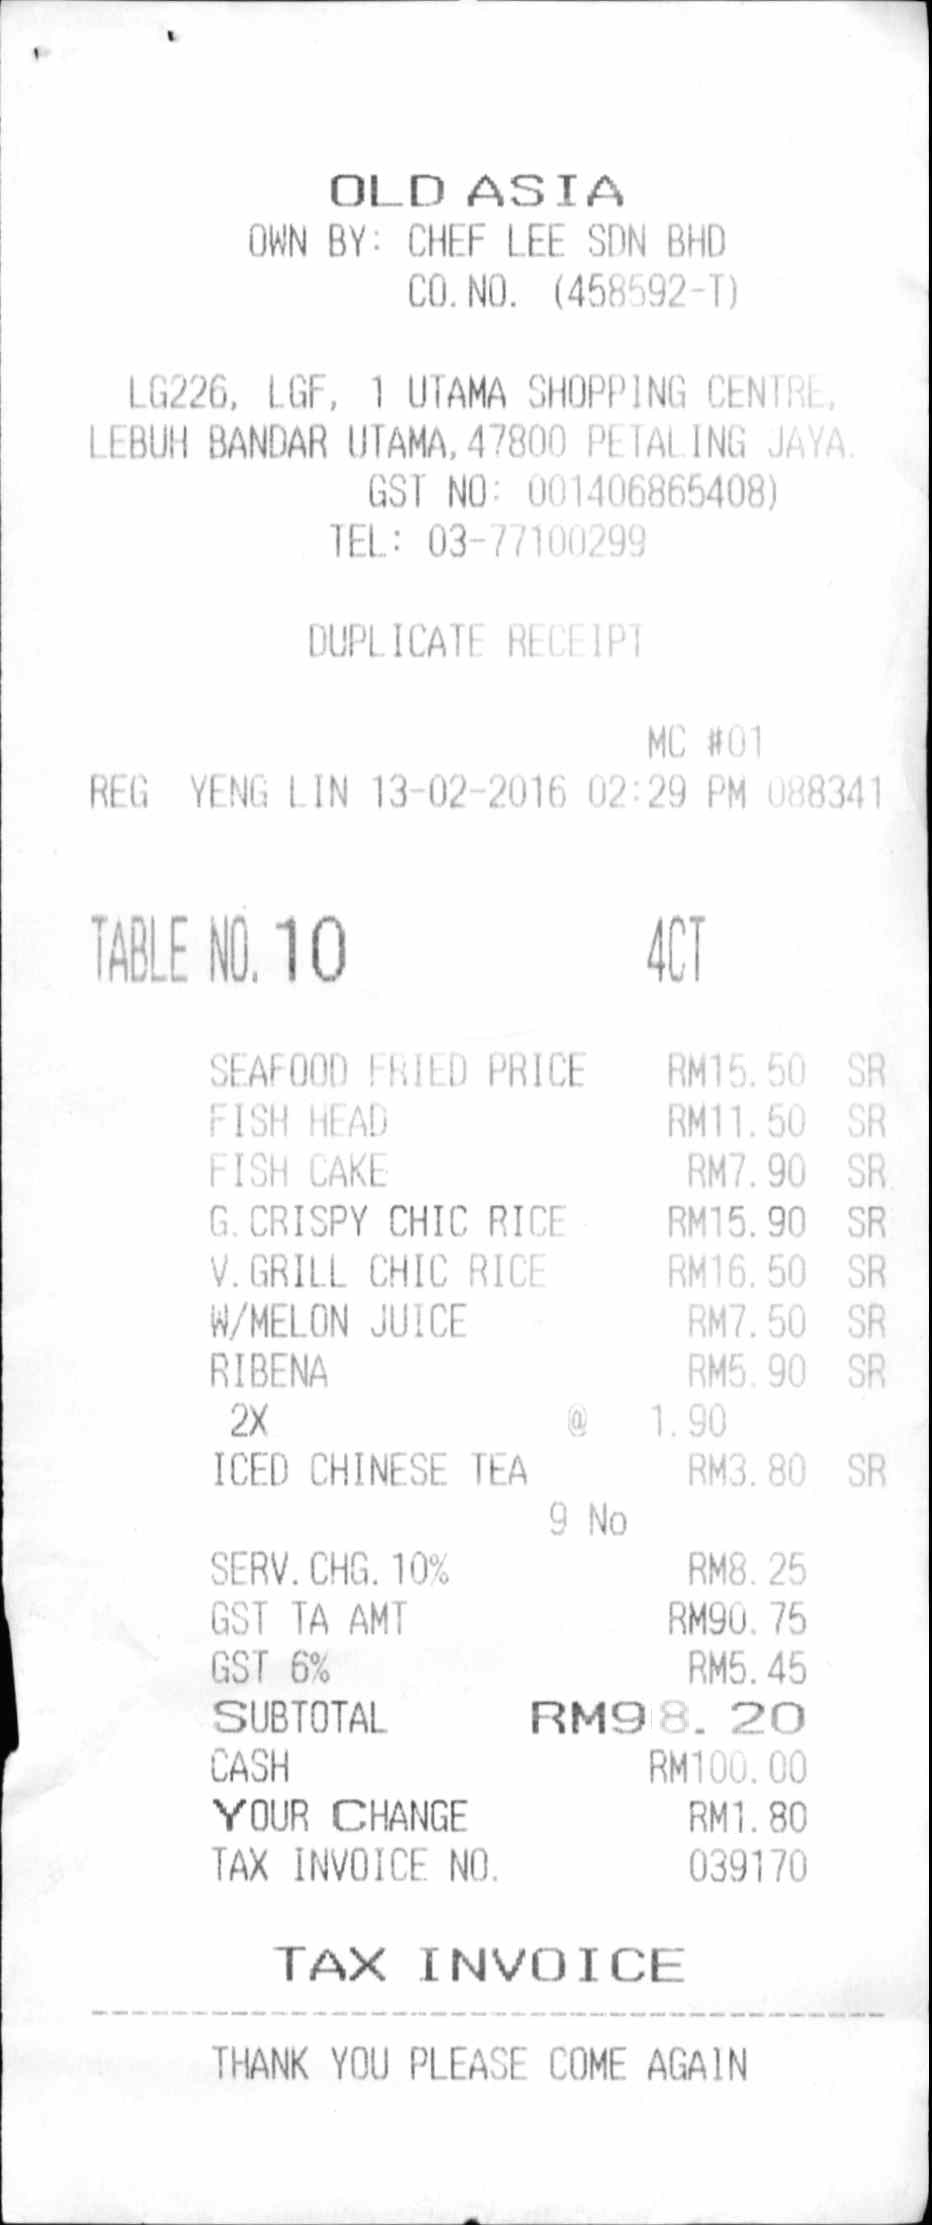 OLD ASIA
OWN BY: CHEF LEE SDN BHD
CO.NO. (458592-T)
LG226, LGF, 1 UTAMA SHOPPING CENTRE,
LEBUH BANDAR UTAMA,47800 PETALING JAYA.
GST NO: 001406865408)
TEL: 03-77100299
DUPLICATE RECEIPT
MC #01
REG YENG LIN 13-02-2016 02:29 PM 088341
TABLE NO. 10 4CT
SEAFOOD FRIED PRICE RM15.50 SR
FISH HEAD RM11.50 SR
FISH CAKE RM7.90 SR
G.CRISPY CHIC RICE RM15.90 SR
V.GRILL CHIC RICE RM16.50 SR
W/MELON JUICE RM7.50 SR
RIBENA RM5.90 SR
2X @ 1.90
ICED CHINESE TEA RM3.80 SR
9 No
SERV.CHG.10% RM8.25
GST TA AMT RM90.75
GST 6% RM5.45
SUBTOTAL RM98.20
CASH RM100.00
YOUR CHANGE RM1.80
TAX INVOICE NO. 039170
TAX INVOICE
THANK YOU PLEASE COME AGAIN